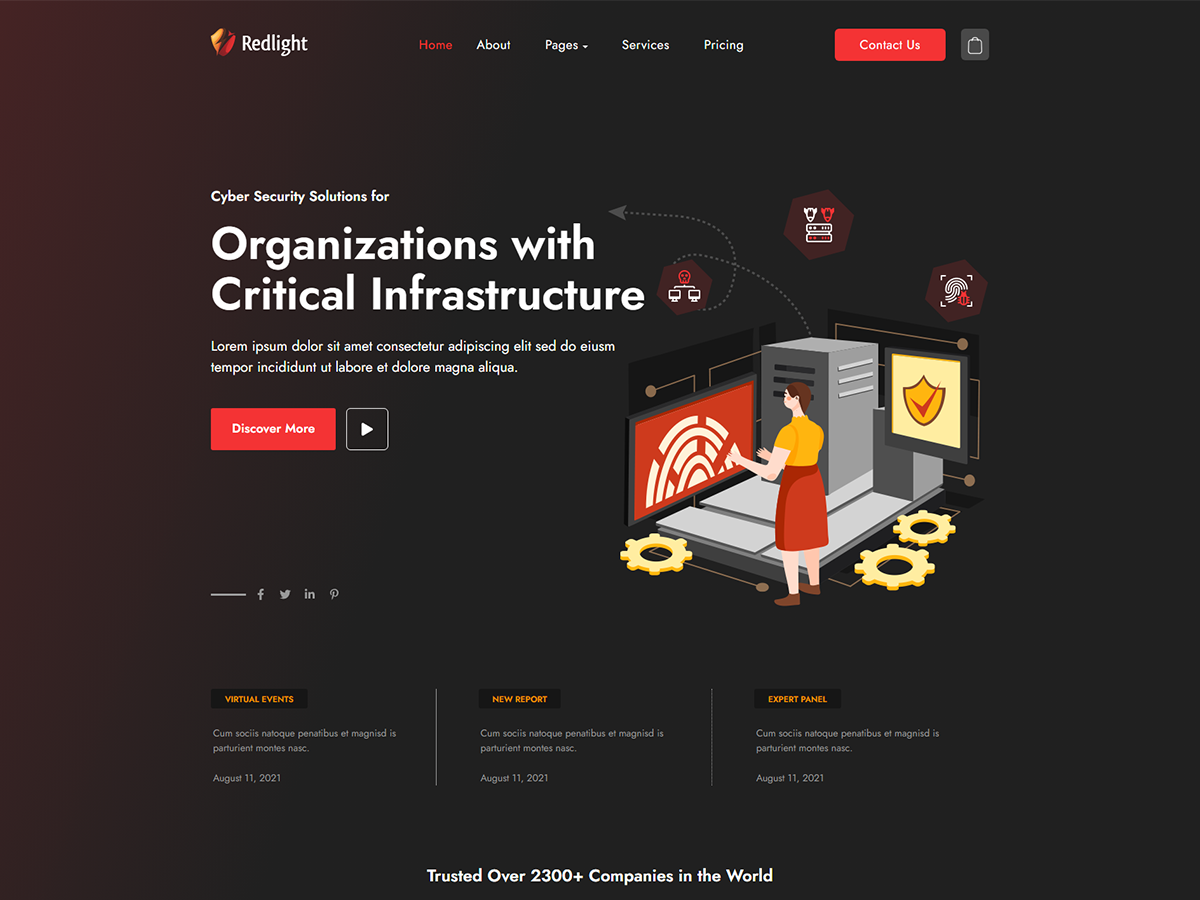 Redlight
Home
About
Pages
Services
Pricing
Contact Us
Cyber Security Solutions for
Organizations with
Critical Infrastructure
Lorem ipsum dolor sit amet consectetur adipiscing elit sed do eiusm
tempor incididunt ut labore et dolore magna aliqua.
Discover More
VIRTUAL EVENTS
Cum sociis natoque penatibus et magnisd is
parturient montes nasc.
August 11, 2021
NEW REPORT
Cum sociis natoque penatibus et magnisd is
parturient montes nasc.
August 11, 2021
EXPERT PANEL
Cum sociis natoque penatibus et magnisd is
parturient montes nasc.
August 11, 2021
Trusted Over 2300+ Companies in the World